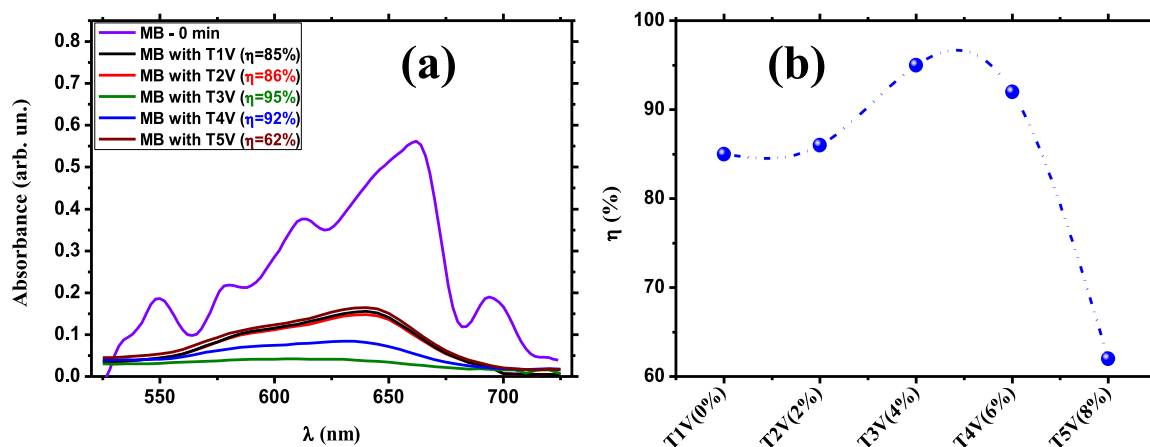 MB - 0 min
MB with T1V (η=85%)
MB with T2V (η=86%)
MB with T3V (η=95%)
MB with T4V (η=92%)
MB with T5V (η=62%)
(a)
Absorbance (arb. un.)
0.8
0.7
0.6
0.5
0.4
0.3
0.2
0.1
0.0
550
600
650
700
λ (nm)
(b)
η (%)
100
90
80
70
60
T1V(0%)
T2V(2%)
T3V(4%)
T4V(6%)
T5V(8%)